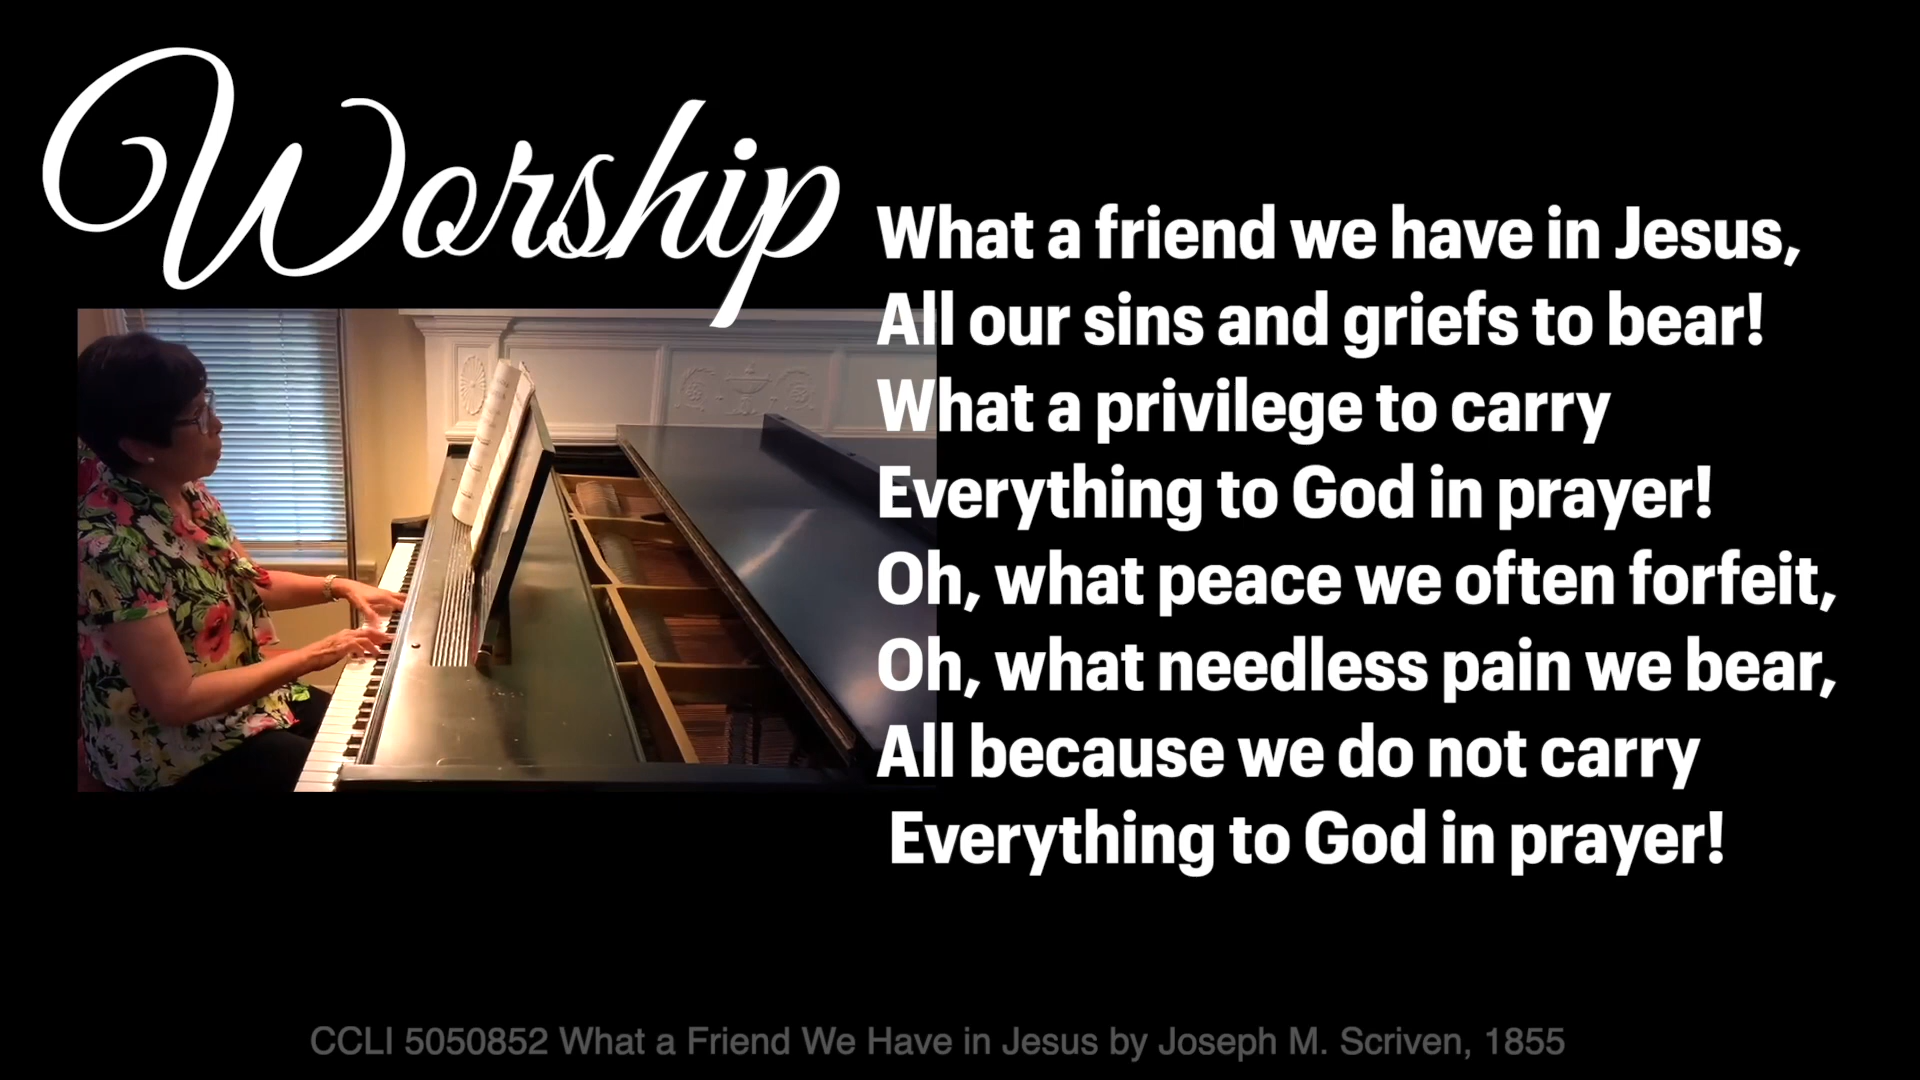 Worship
What a friend we have in Jesus,
All our sins and griefs to bear!
What a privilege to carry
Everything to God in prayer!
Oh, what peace we often forfeit,
Oh, what needless pain we bear,
All because we do not carry
Everything to God in prayer!
CCLI 5050852 What a Friend We Have in Jesus by Joseph M. Scriven, 1855